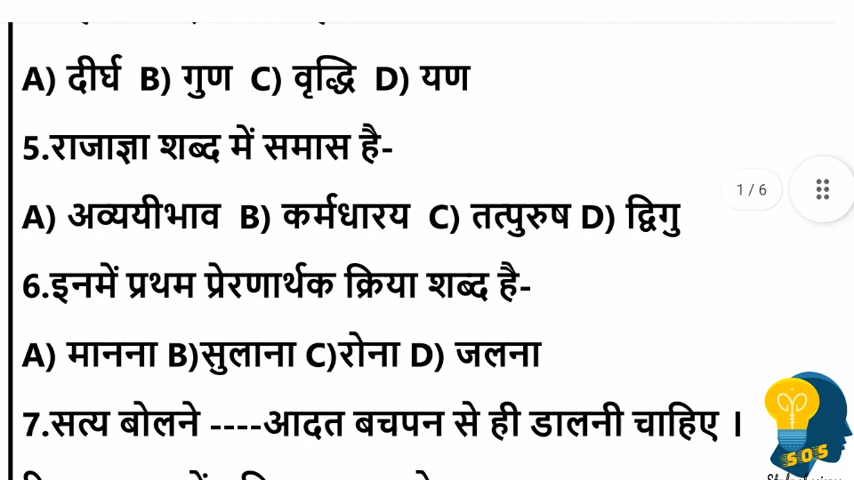 A) दीर्घ B) गुण C) वृद्धि D) यण
5.राजाज्ञा शब्द में समास है-
1 / 6
A) अव्ययीभाव B) कर्मधारय C) तत्पुरुष D) द्विगु
6.इनमें प्रथम प्रेरणार्थक क्रिया शब्द है-
A) मानना B)सुलाना C)रोना D) जलना
7.सत्य बोलने ----आदत बचपन से ही डालनी चाहिए ।
SOS